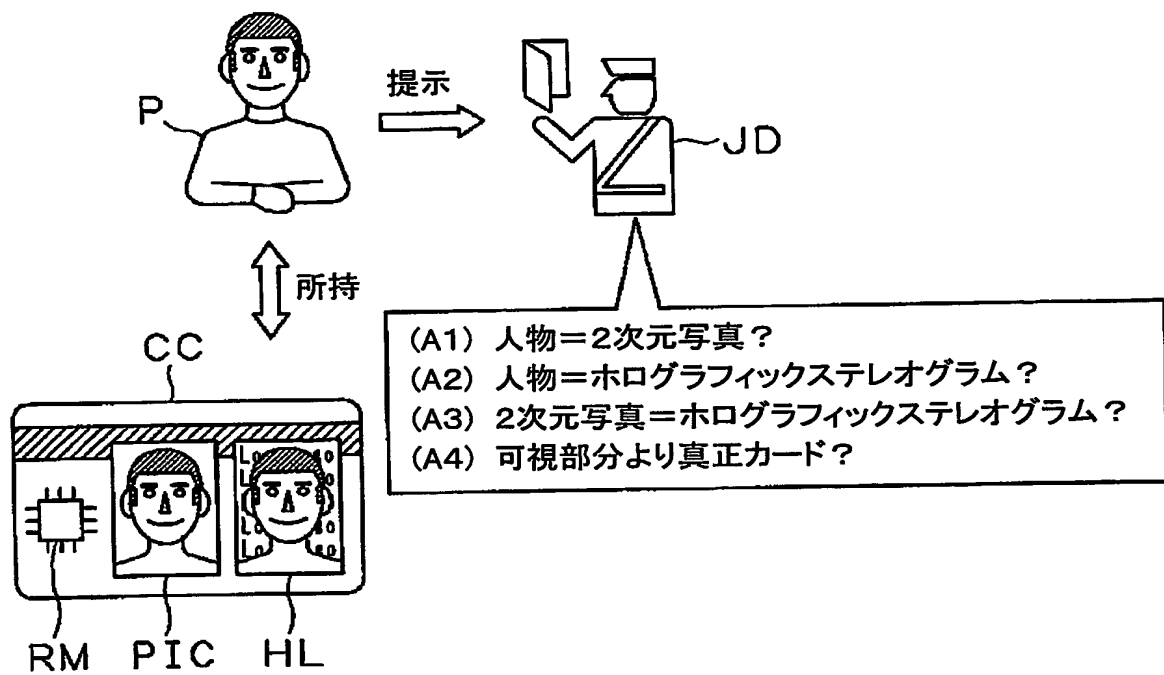 提示
P
JD
所持
(A1) 人物=2次元写真?
(A2) 人物=ホログラフィックステレオグラム?
(A3) 2次元写真=ホログラフィックステレオグラム?
(A4) 可視部分より真正カード?
CC
RM
PIC
HL